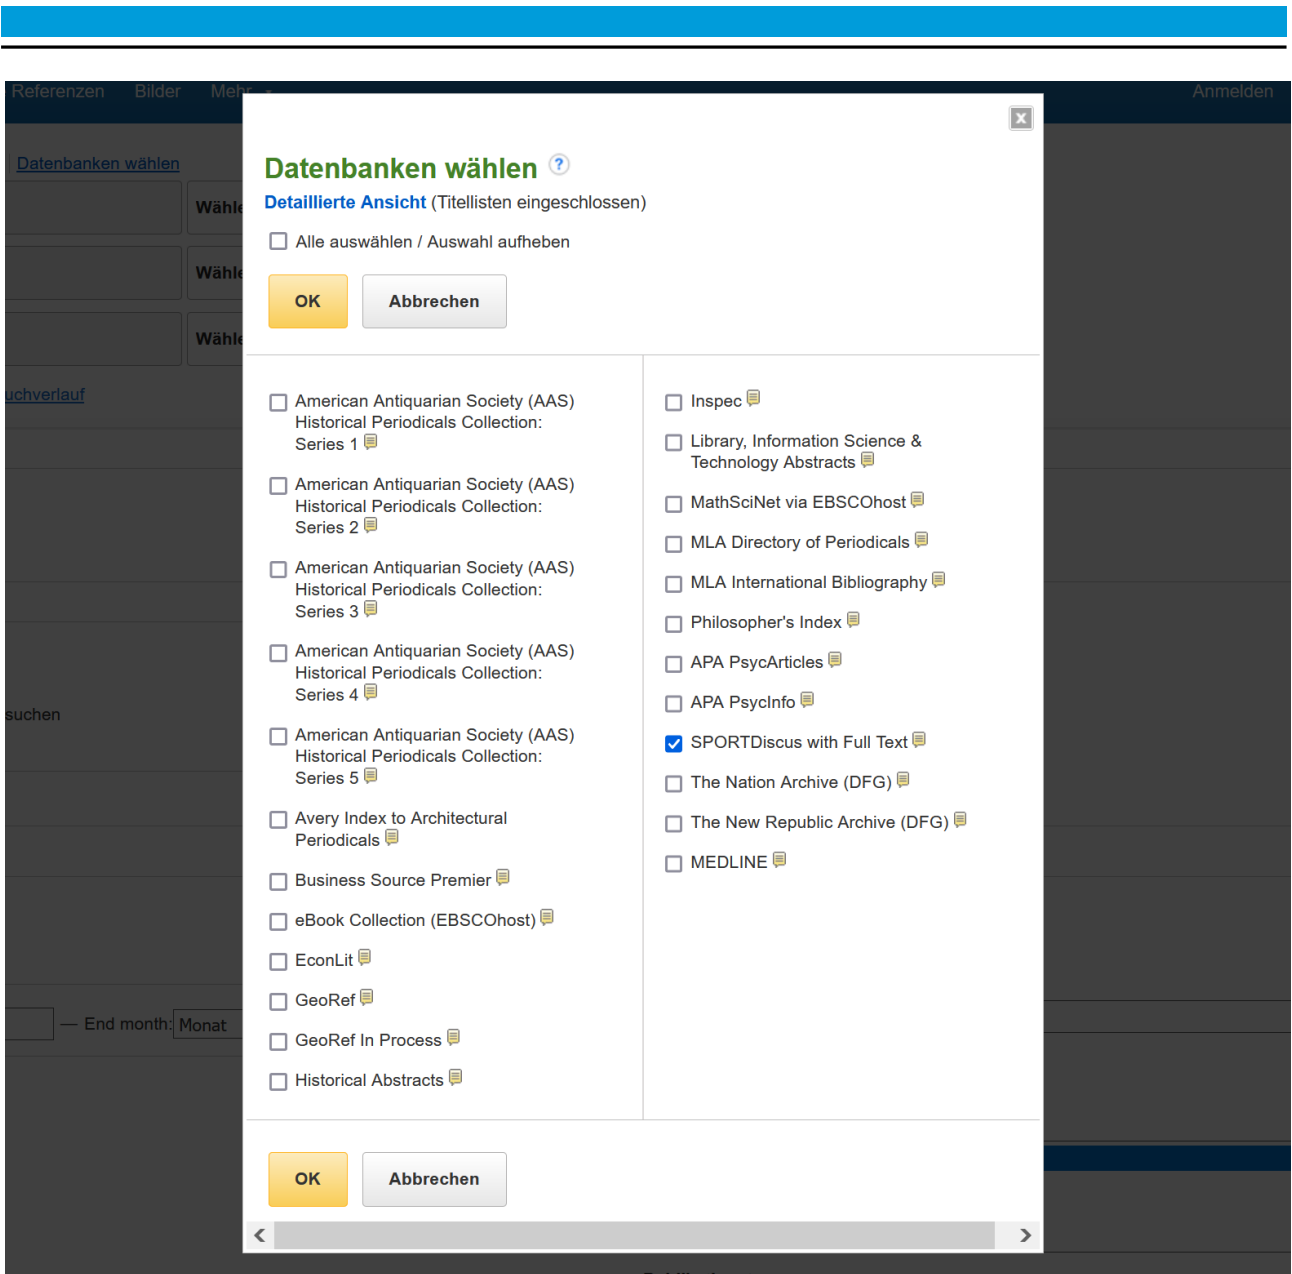 Referenzen Bilder Mehr Anmelden
Datenbanken wählen
Datenbanken wählen ?
Detaillierte Ansicht (Titellisten eingeschlossen)
Alle auswählen / Auswahl aufheben
OK Abbrechen
American Antiquarian Society (AAS)
Historical Periodicals Collection:
Series 1
American Antiquarian Society (AAS)
Historical Periodicals Collection:
Series 2
American Antiquarian Society (AAS)
Historical Periodicals Collection:
Series 3
American Antiquarian Society (AAS)
Historical Periodicals Collection:
Series 4
American Antiquarian Society (AAS)
Historical Periodicals Collection:
Series 5
Avery Index to Architectural
Periodicals
Business Source Premier
eBook Collection (EBSCOhost)
EconLit
GeoRef
GeoRef In Process
Historical Abstracts
Inspec
Library, Information Science &
Technology Abstracts
MathSciNet via EBSCOhost
MLA Directory of Periodicals
MLA International Bibliography
Philosopher's Index
APA PsycArticles
APA PsycInfo
SPORTDiscus with Full Text
The Nation Archive (DFG)
The New Republic Archive (DFG)
MEDLINE
OK Abbrechen
Wähle
Wähle
Wähle
uchverlauf
suchen
— End month: Monat